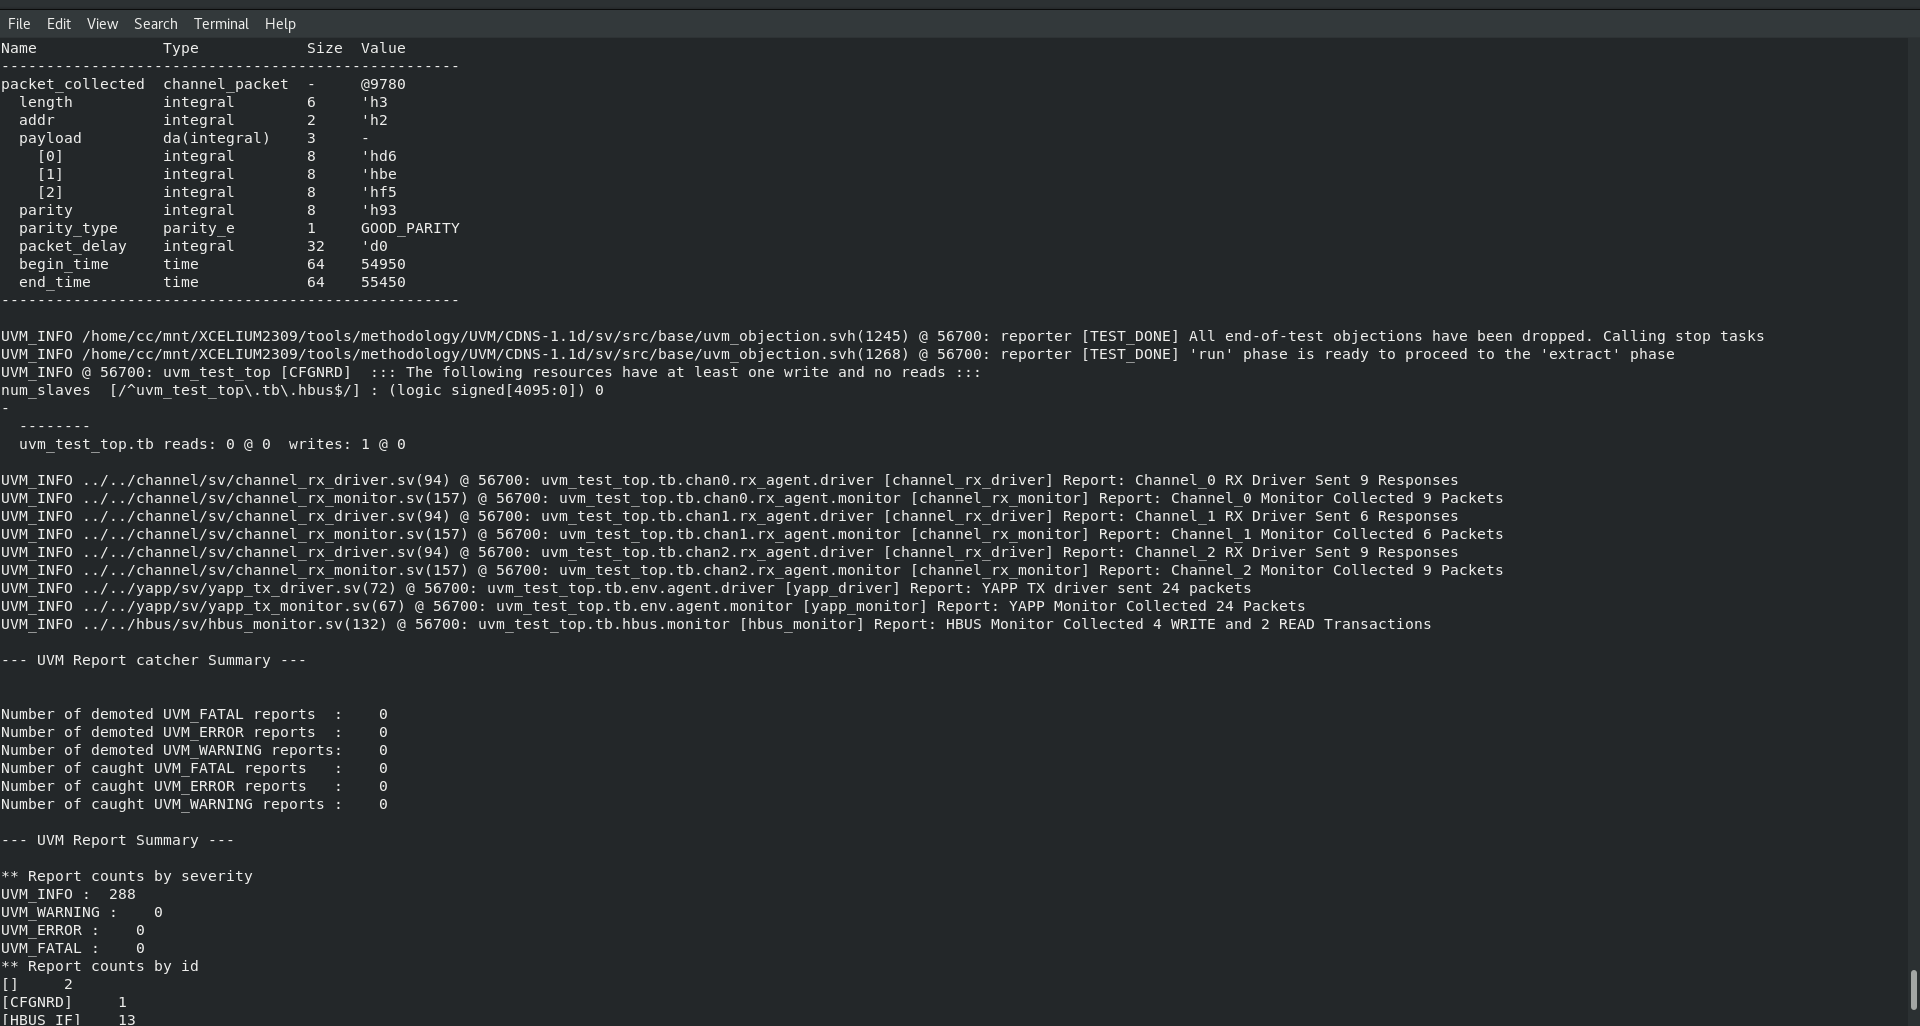 File Edit View Search Terminal Help
Name              Type            Size  Value
---------------------------------------------------
packet_collected  channel_packet  -     @9780
  length          integral        6     'h3
  addr            integral        2     'h2
  payload         da(integral)    3     -
    [0]           integral        8     'hd6
    [1]           integral        8     'hbe
    [2]           integral        8     'hf5
  parity          integral        8     'h93
  parity_type     parity_e        1     GOOD_PARITY
  packet_delay    integral        32    'd0
  begin_time      time            64    54950
  end_time        time            64    55450
---------------------------------------------------
UVM_INFO /home/cc/mnt/XCELIUM2309/tools/methodology/UVM/CDNS-1.1d/sv/src/base/uvm_objection.svh(1245) @ 56700: reporter [TEST_DONE] All end-of-test objections have been dropped. Calling stop tasks
UVM_INFO /home/cc/mnt/XCELIUM2309/tools/methodology/UVM/CDNS-1.1d/sv/src/base/uvm_objection.svh(1268) @ 56700: reporter [TEST_DONE] 'run' phase is ready to proceed to the 'extract' phase
UVM_INFO @ 56700: uvm_test_top [CFGNRD]  ::: The following resources have at least one write and no reads :::
num_slaves  [/^uvm_test_top\.tb\.hbus$/] : (logic signed[4095:0]) 0
-
  --------
  uvm_test_top.tb reads: 0 @ 0  writes: 1 @ 0
UVM_INFO ../../channel/sv/channel_rx_driver.sv(94) @ 56700: uvm_test_top.tb.chan0.rx_agent.driver [channel_rx_driver] Report: Channel_0 RX Driver Sent 9 Responses
UVM_INFO ../../channel/sv/channel_rx_monitor.sv(157) @ 56700: uvm_test_top.tb.chan0.rx_agent.monitor [channel_rx_monitor] Report: Channel_0 Monitor Collected 9 Packets
UVM_INFO ../../channel/sv/channel_rx_driver.sv(94) @ 56700: uvm_test_top.tb.chan1.rx_agent.driver [channel_rx_driver] Report: Channel_1 RX Driver Sent 6 Responses
UVM_INFO ../../channel/sv/channel_rx_monitor.sv(157) @ 56700: uvm_test_top.tb.chan1.rx_agent.monitor [channel_rx_monitor] Report: Channel_1 Monitor Collected 6 Packets
UVM_INFO ../../channel/sv/channel_rx_driver.sv(94) @ 56700: uvm_test_top.tb.chan2.rx_agent.driver [channel_rx_driver] Report: Channel_2 RX Driver Sent 9 Responses
UVM_INFO ../../channel/sv/channel_rx_monitor.sv(157) @ 56700: uvm_test_top.tb.chan2.rx_agent.monitor [channel_rx_monitor] Report: Channel_2 Monitor Collected 9 Packets
UVM_INFO ../../yapp/sv/yapp_tx_driver.sv(72) @ 56700: uvm_test_top.tb.env.agent.driver [yapp_driver] Report: YAPP TX driver sent 24 packets
UVM_INFO ../../yapp/sv/yapp_tx_monitor.sv(67) @ 56700: uvm_test_top.tb.env.agent.monitor [yapp_monitor] Report: YAPP Monitor Collected 24 Packets
UVM_INFO ../../hbus/sv/hbus_monitor.sv(132) @ 56700: uvm_test_top.tb.hbus.monitor [hbus_monitor] Report: HBUS Monitor Collected 4 WRITE and 2 READ Transactions
--- UVM Report catcher Summary ---
Number of demoted UVM_FATAL reports  :    0
Number of demoted UVM_ERROR reports  :    0
Number of demoted UVM_WARNING reports:    0
Number of caught UVM_FATAL reports   :    0
Number of caught UVM_ERROR reports   :    0
Number of caught UVM_WARNING reports :    0
--- UVM Report Summary ---
** Report counts by severity
UVM_INFO :  288
UVM_WARNING :    0
UVM_ERROR :    0
UVM_FATAL :    0
** Report counts by id
[]     2
[CFGNRD]     1
[HBUS_IF]    13